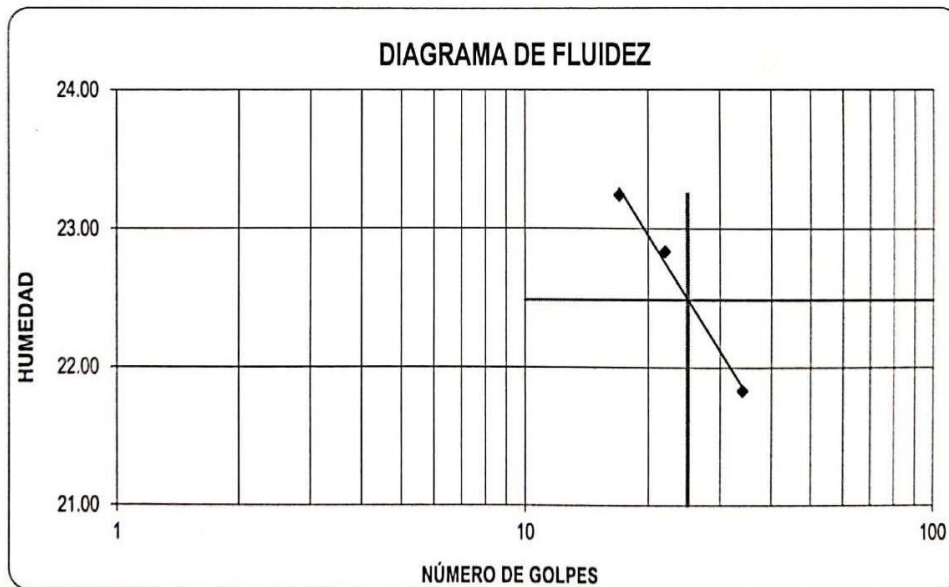 DIAGRAMA DE FLUIDEZ
24.00
23.00
22.00
21.00
HUMEDAD
1
10
100
NÚMERO DE GOLPES